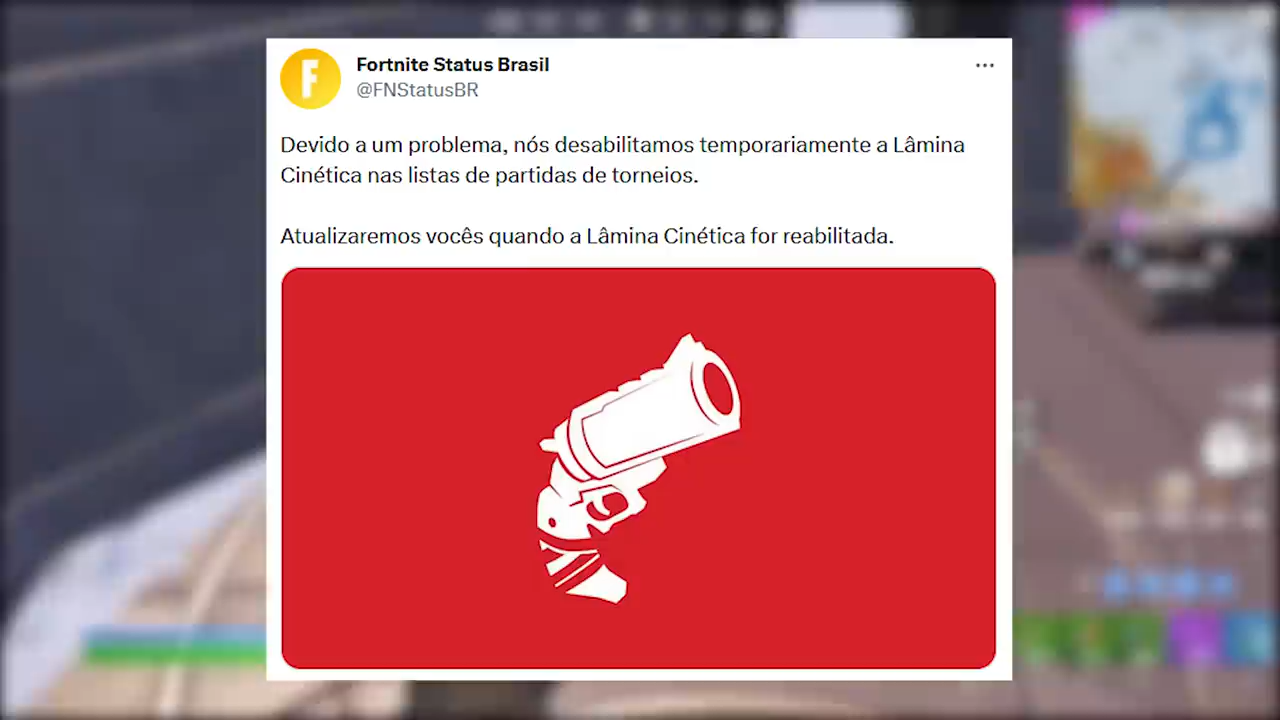 Fortnite Status Brasil
@FNStatusBR
Devido a um problema, nós desabilitamos temporariamente a Lâmina
Cinética nas listas de partidas de torneios.
Atualizaremos vocês quando a Lâmina Cinética for reabilitada.